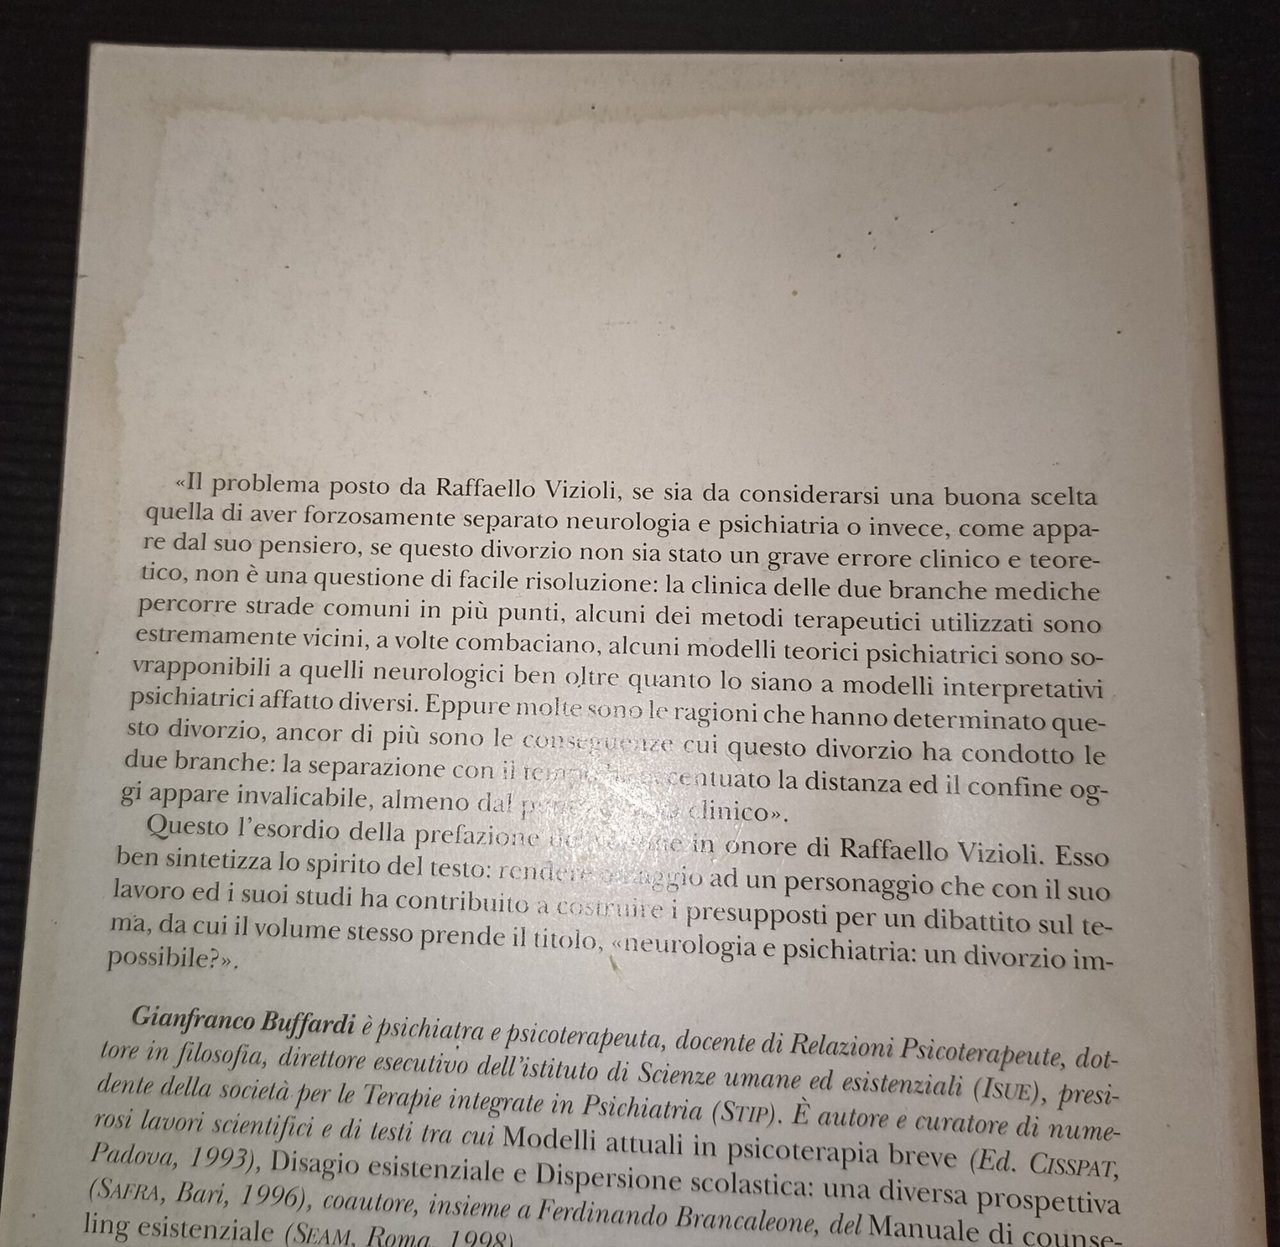 «Il problema posto da Raffaello Vizioli, se sia da considerarsi una buona scelta
quella di aver forzosamente separato neurologia e psichiatria o invece, come appa-
re dal suo pensiero, se questo divorzio non sia stato un grave errore clinico e teore-
tico, non è una questione di facile risoluzione: la clinica delle due branche mediche
percorre strade comuni in più punti, alcuni dei metodi terapeutici utilizzati sono
estremamente vicini, a volte combaciano, alcuni modelli teorici psichiatrici sono so-
vrapponibili a quelli neurologici ben oltre quanto lo siano a modelli interpretativi
psichiatrici affatto diversi. Eppure molte sono le ragioni che hanno determinato que-
sto divorzio, ancor di più sono le conseguenze cui questo divorzio ha condotto le
due branche: la separazione con il tempo accentuato la distanza ed il confine og-
gi appare invalicabile, almeno dal clinico».
Questo l'esordio della prefazione in onore di Raffaello Vizioli. Esso
ben sintetizza lo spirito del testo: rendere omaggio ad un personaggio che con il suo
lavoro ed i suoi studi ha contribuito a costruire i presupposti per un dibattito sul te-
ma, da cui il volume stesso prende il titolo, «neurologia e psichiatria: un divorzio im-
possibile?».
Gianfranco Buffardi è psichiatra e psicoterapeuta, docente di Relazioni Psicoterapeute, dot-
tore in filosofia, direttore esecutivo dell'istituto di Scienze umane ed esistenziali (ISUE), presi-
dente della società per le Terapie integrate in Psichiatria (STIP). È autore e curatore di nume-
rosi lavori scientifici e di testi tra cui Modelli attuali in psicoterapia breve (Ed. CISSPAT,
Padova, 1993), Disagio esistenziale e Dispersione scolastica: una diversa prospettiva
(SAFRA, Bari, 1996), coautore, insieme a Ferdinando Brancaleone, del Manuale di counse-
ling esistenziale (SEAM, Roma, 1998)